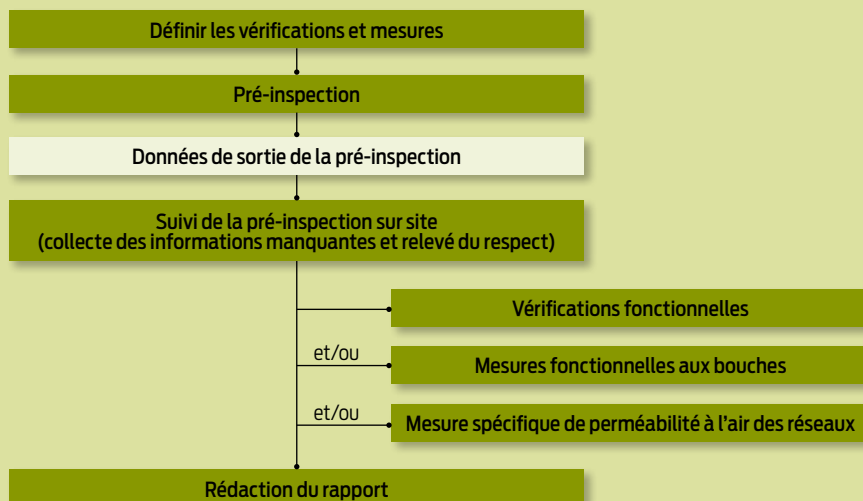 Définir les vérifications et mesures
Pré-inspection
Données de sortie de la pré-inspection
Suivi de la pré-inspection sur site
(collecte des informations manquantes et relevé du respect)
Vérifications fonctionnelles
et/ou
Mesures fonctionnelles aux bouches
et/ou
Mesure spécifique de perméabilité à l'air des réseaux
Rédaction du rapport